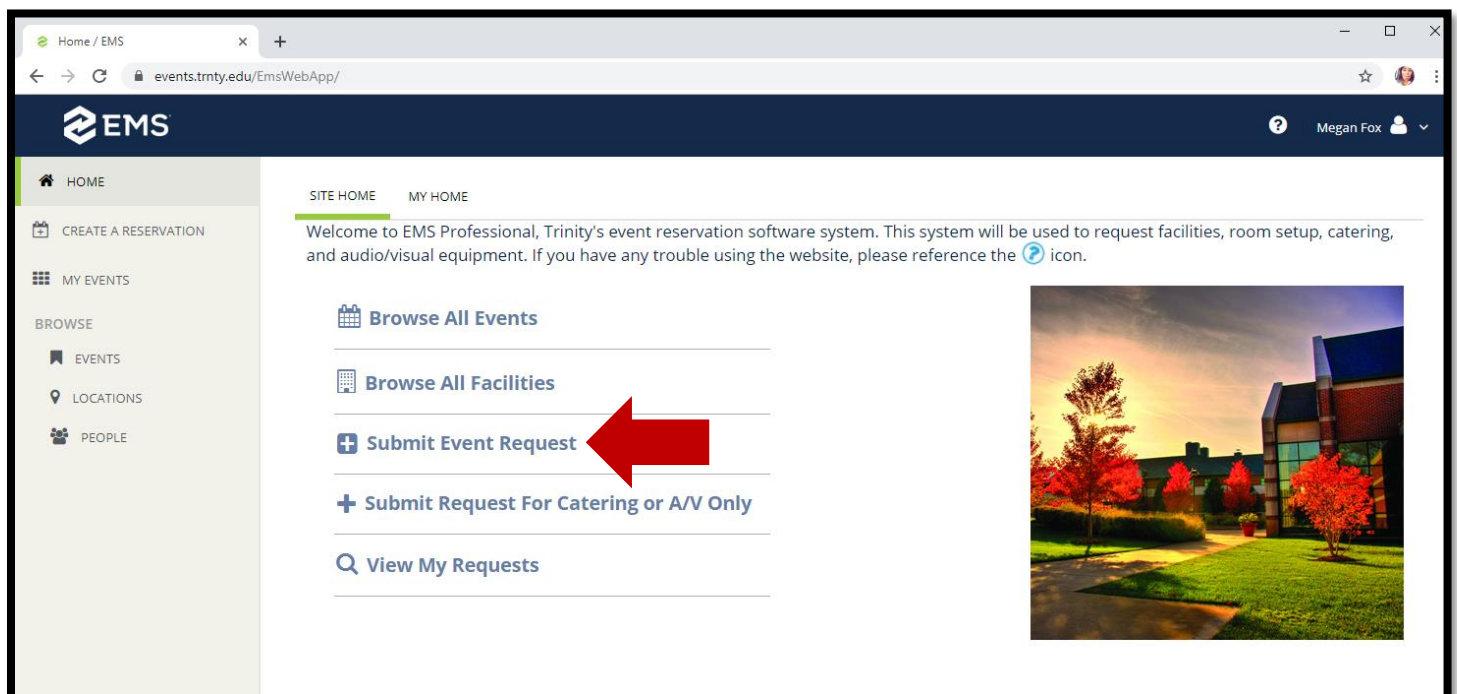 Home / EMS
events.trnty.edu/EmsWebApp/
EMS
Megan Fox
HOME
CREATE A RESERVATION
MY EVENTS
BROWSE
EVENTS
LOCATIONS
PEOPLE
SITE HOME MY HOME
Welcome to EMS Professional, Trinity's event reservation software system. This system will be used to request facilities, room setup, catering,
and audio/visual equipment. If you have any trouble using the website, please reference the ? icon.
Browse All Events
Browse All Facilities
Submit Event Request
Submit Request For Catering or A/V Only
View My Requests